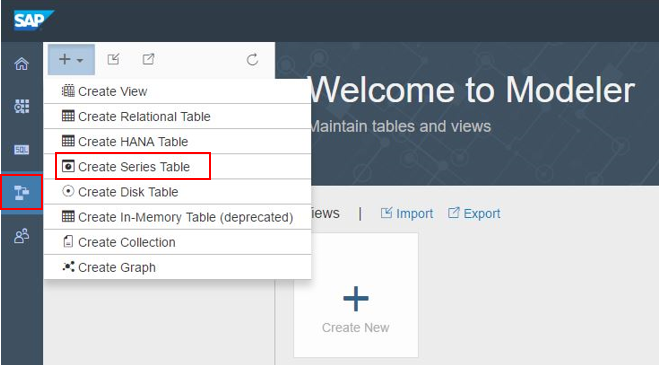 SAP
Welcome to Modeler
Maintain tables and views
Create View
Create Relational Table
Create HANA Table
Create Series Table
SQL
Create Disk Table
Create In-Memory Table (deprecated)
iews | Import Export
Create Collection
Create Graph
Create New